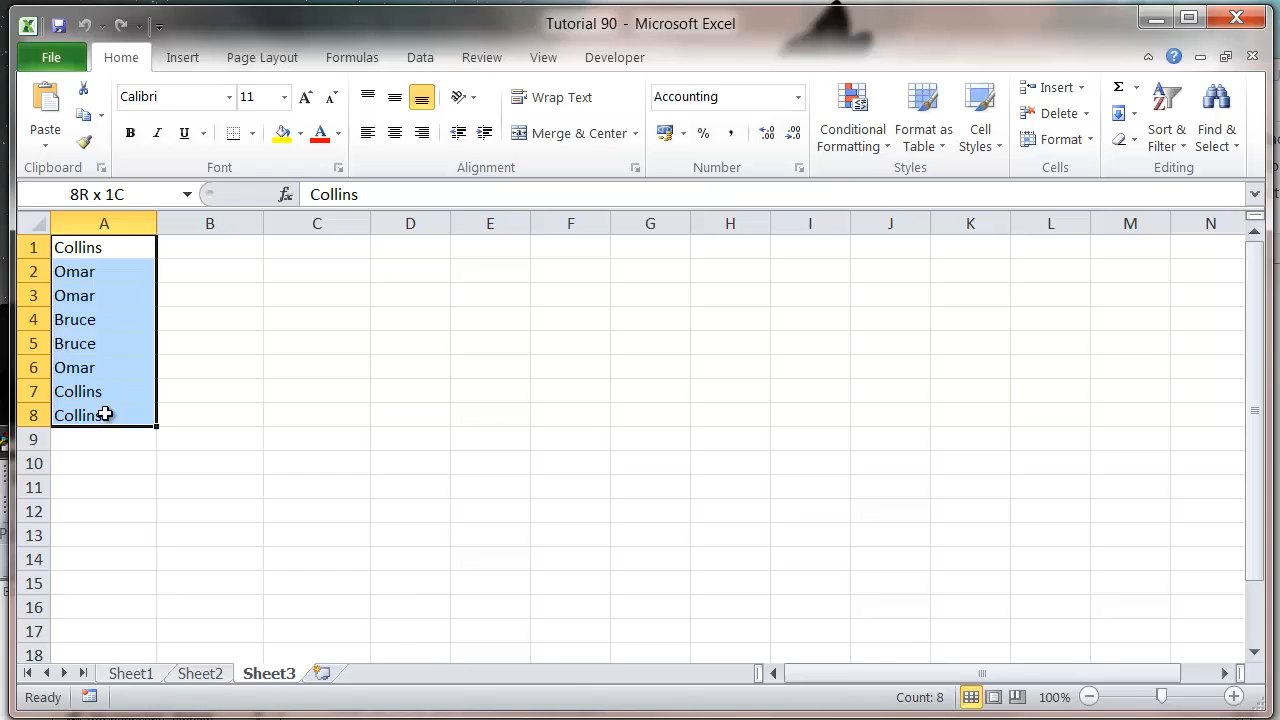 Tutorial 90 - Microsoft Excel
File Home Insert Page Layout Formulas Data Review View Developer
Calibri 11 Wrap Text Accounting Insert Σ
Paste B I U A Merge & Center % , Conditional Formatting Format as Table Cell Styles Delete Format Sort & Filter Find & Select
Clipboard Font Alignment Number Styles Cells Editing
8R x 1C fx Collins
A B C D E F G H I J K L M N
1 Collins
2 Omar
3 Omar
4 Bruce
5 Bruce
6 Omar
7 Collins
8 Collins
9
10
11
12
13
14
15
16
17
18
Sheet1 Sheet2 Sheet3
Ready Count: 8 100%